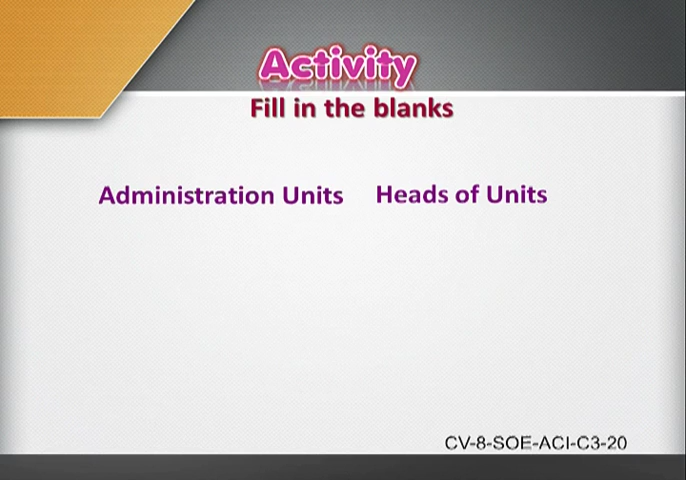 Activity
Fill in the blanks
Administration Units Heads of Units
CV-8-SOE-ACI-C3-20